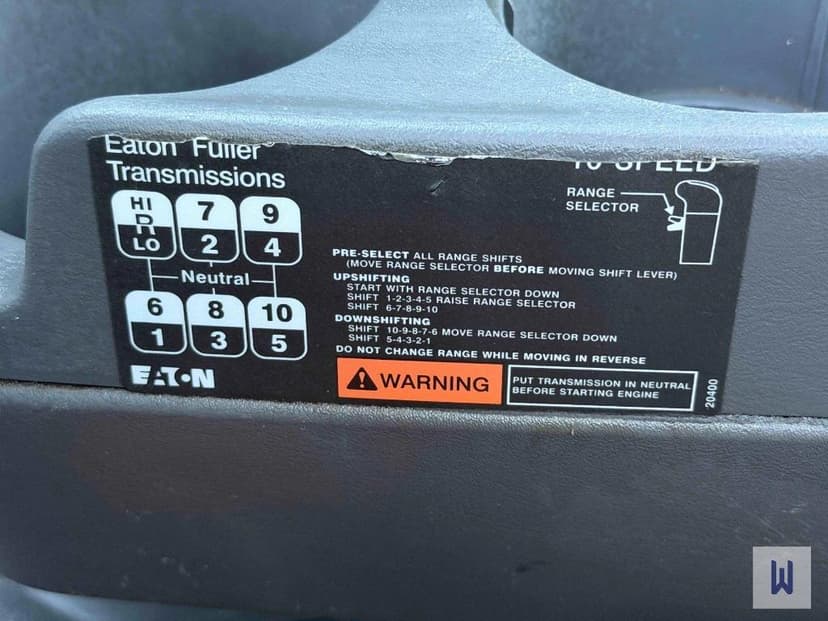 Eaton Fuller
Transmissions
10 SPEED
RANGE
SELECTOR
HI
R
LO
7
2
9
4
Neutral
6
1
8
3
10
5
PRE-SELECT ALL RANGE SHIFTS
(MOVE RANGE SELECTOR BEFORE MOVING SHIFT LEVER)
UPSHIFTING
START WITH RANGE SELECTOR DOWN
SHIFT 1-2-3-4-5 RAISE RANGE SELECTOR
SHIFT 6-7-8-9-10
DOWNSHIFTING
SHIFT 10-9-8-7-6 MOVE RANGE SELECTOR DOWN
SHIFT 5-4-3-2-1
DO NOT CHANGE RANGE WHILE MOVING IN REVERSE
EATON
WARNING
PUT TRANSMISSION IN NEUTRAL
BEFORE STARTING ENGINE
20400
W